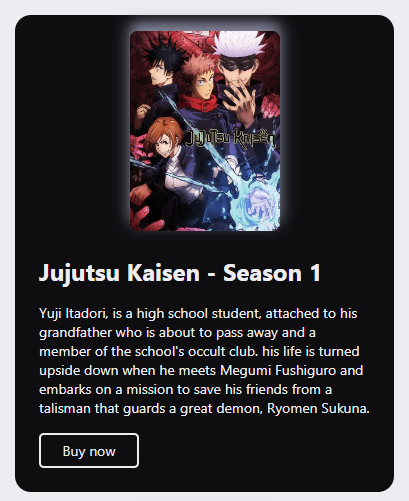 JUJUTSU KAISEN
Jujutsu Kaisen - Season 1
Yuji Itadori, is a high school student, attached to his
grandfather who is about to pass away and a
member of the school's occult club. his life is turned
upside down when he meets Megumi Fushiguro and
embarks on a mission to save his friends from a
talisman that guards a great demon, Ryomen Sukuna.
Buy now